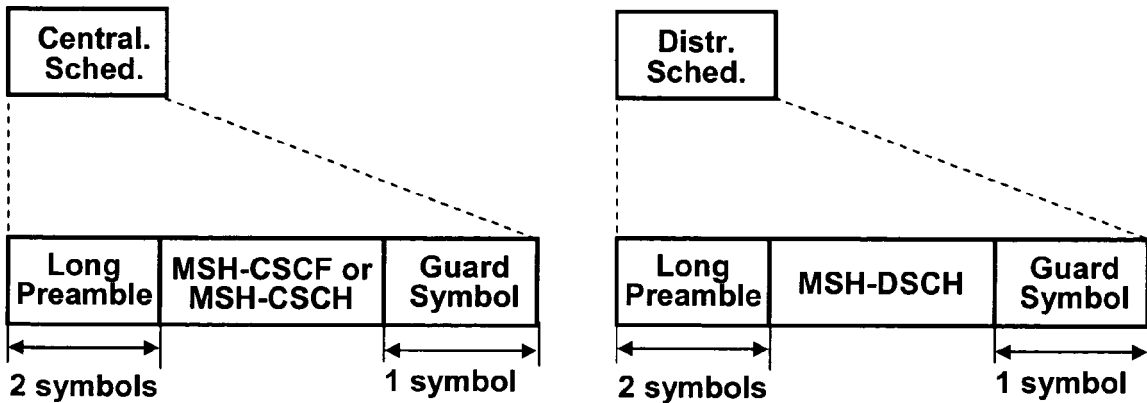 Central.
Sched.
Distr.
Sched.
Long
Preamble
MSH-CSCF or
MSH-CSCH
Guard
Symbol
Long
Preamble
MSH-DSCH
Guard
Symbol
2 symbols
1 symbol
2 symbols
1 symbol